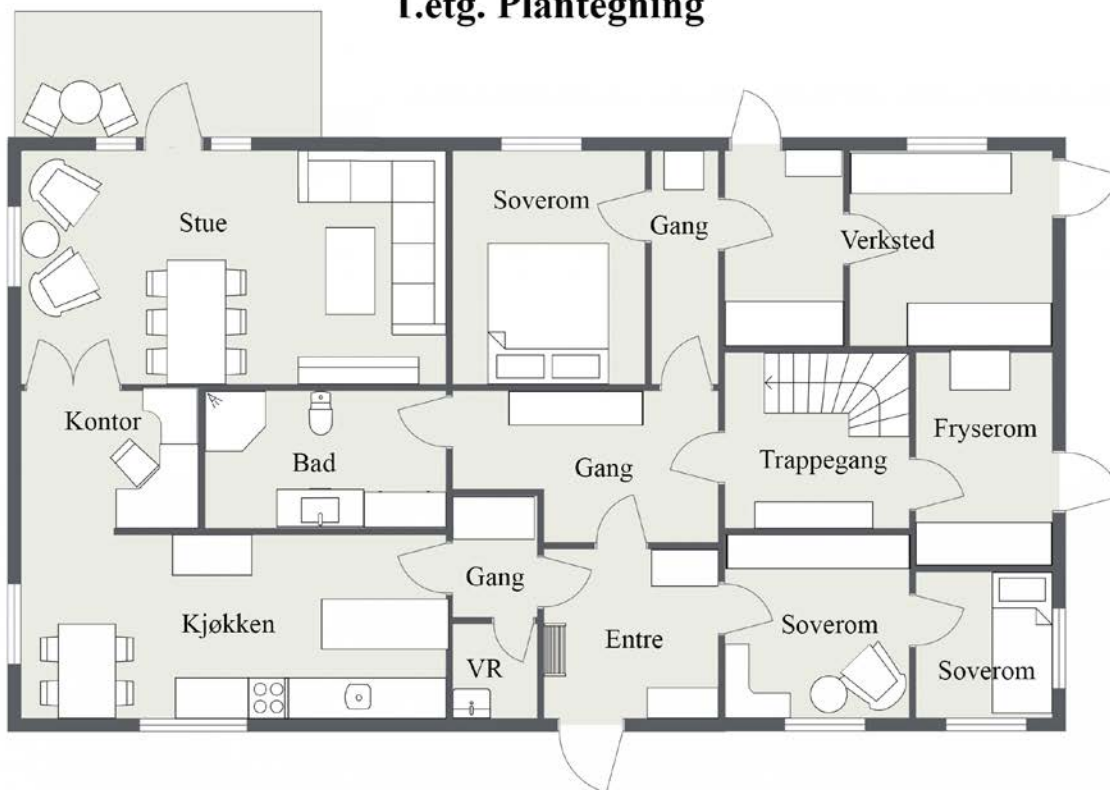 1.etg. Plantegning
Stue
Soverom
Gang
Verksted
Kontor
Bad
Gang
Trappegang
Fryserom
Kjøkken
Gang
VR
Entre
Soverom
Soverom